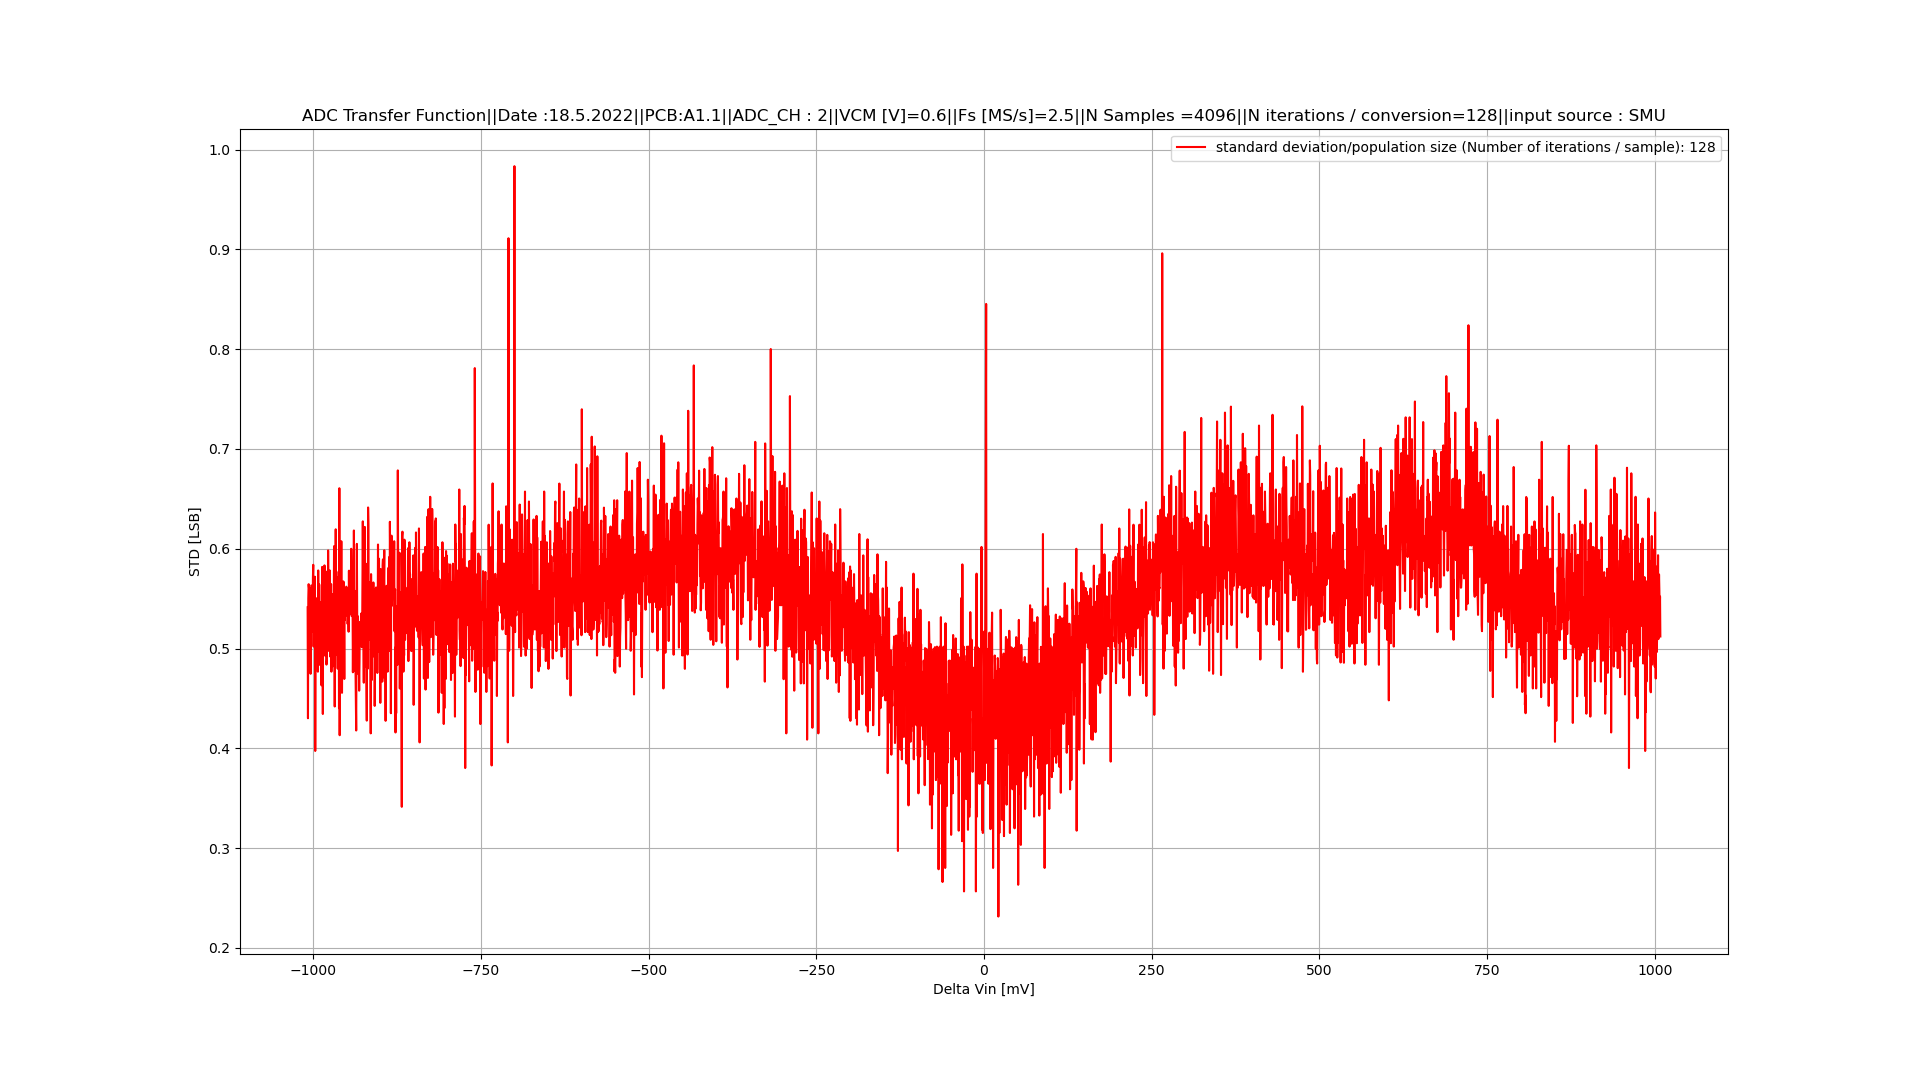 ADC Transfer Function||Date :18.5.2022||PCB:A1.1||ADC_CH : 2||VCM [V]=0.6||Fs [MS/s]=2.5||N Samples =4096||N iterations / conversion=128||input source : SMU
standard deviation/population size (Number of iterations / sample): 128
1.0
0.9
0.8
0.7
0.6
0.5
0.4
0.3
0.2
STD [LSB]
−1000 −750 −500 −250 0 250 500 750 1000
Delta Vin [mV]